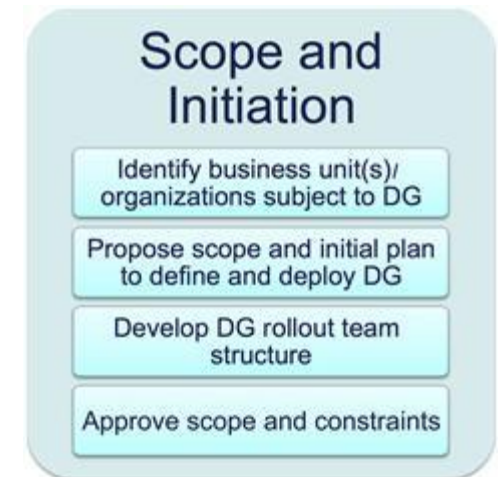 Scope and
Initiation
Identify business unit(s)/
organizations subject to DG
Propose scope and initial plan
to define and deploy DG
Develop DG rollout team
structure
Approve scope and constraints